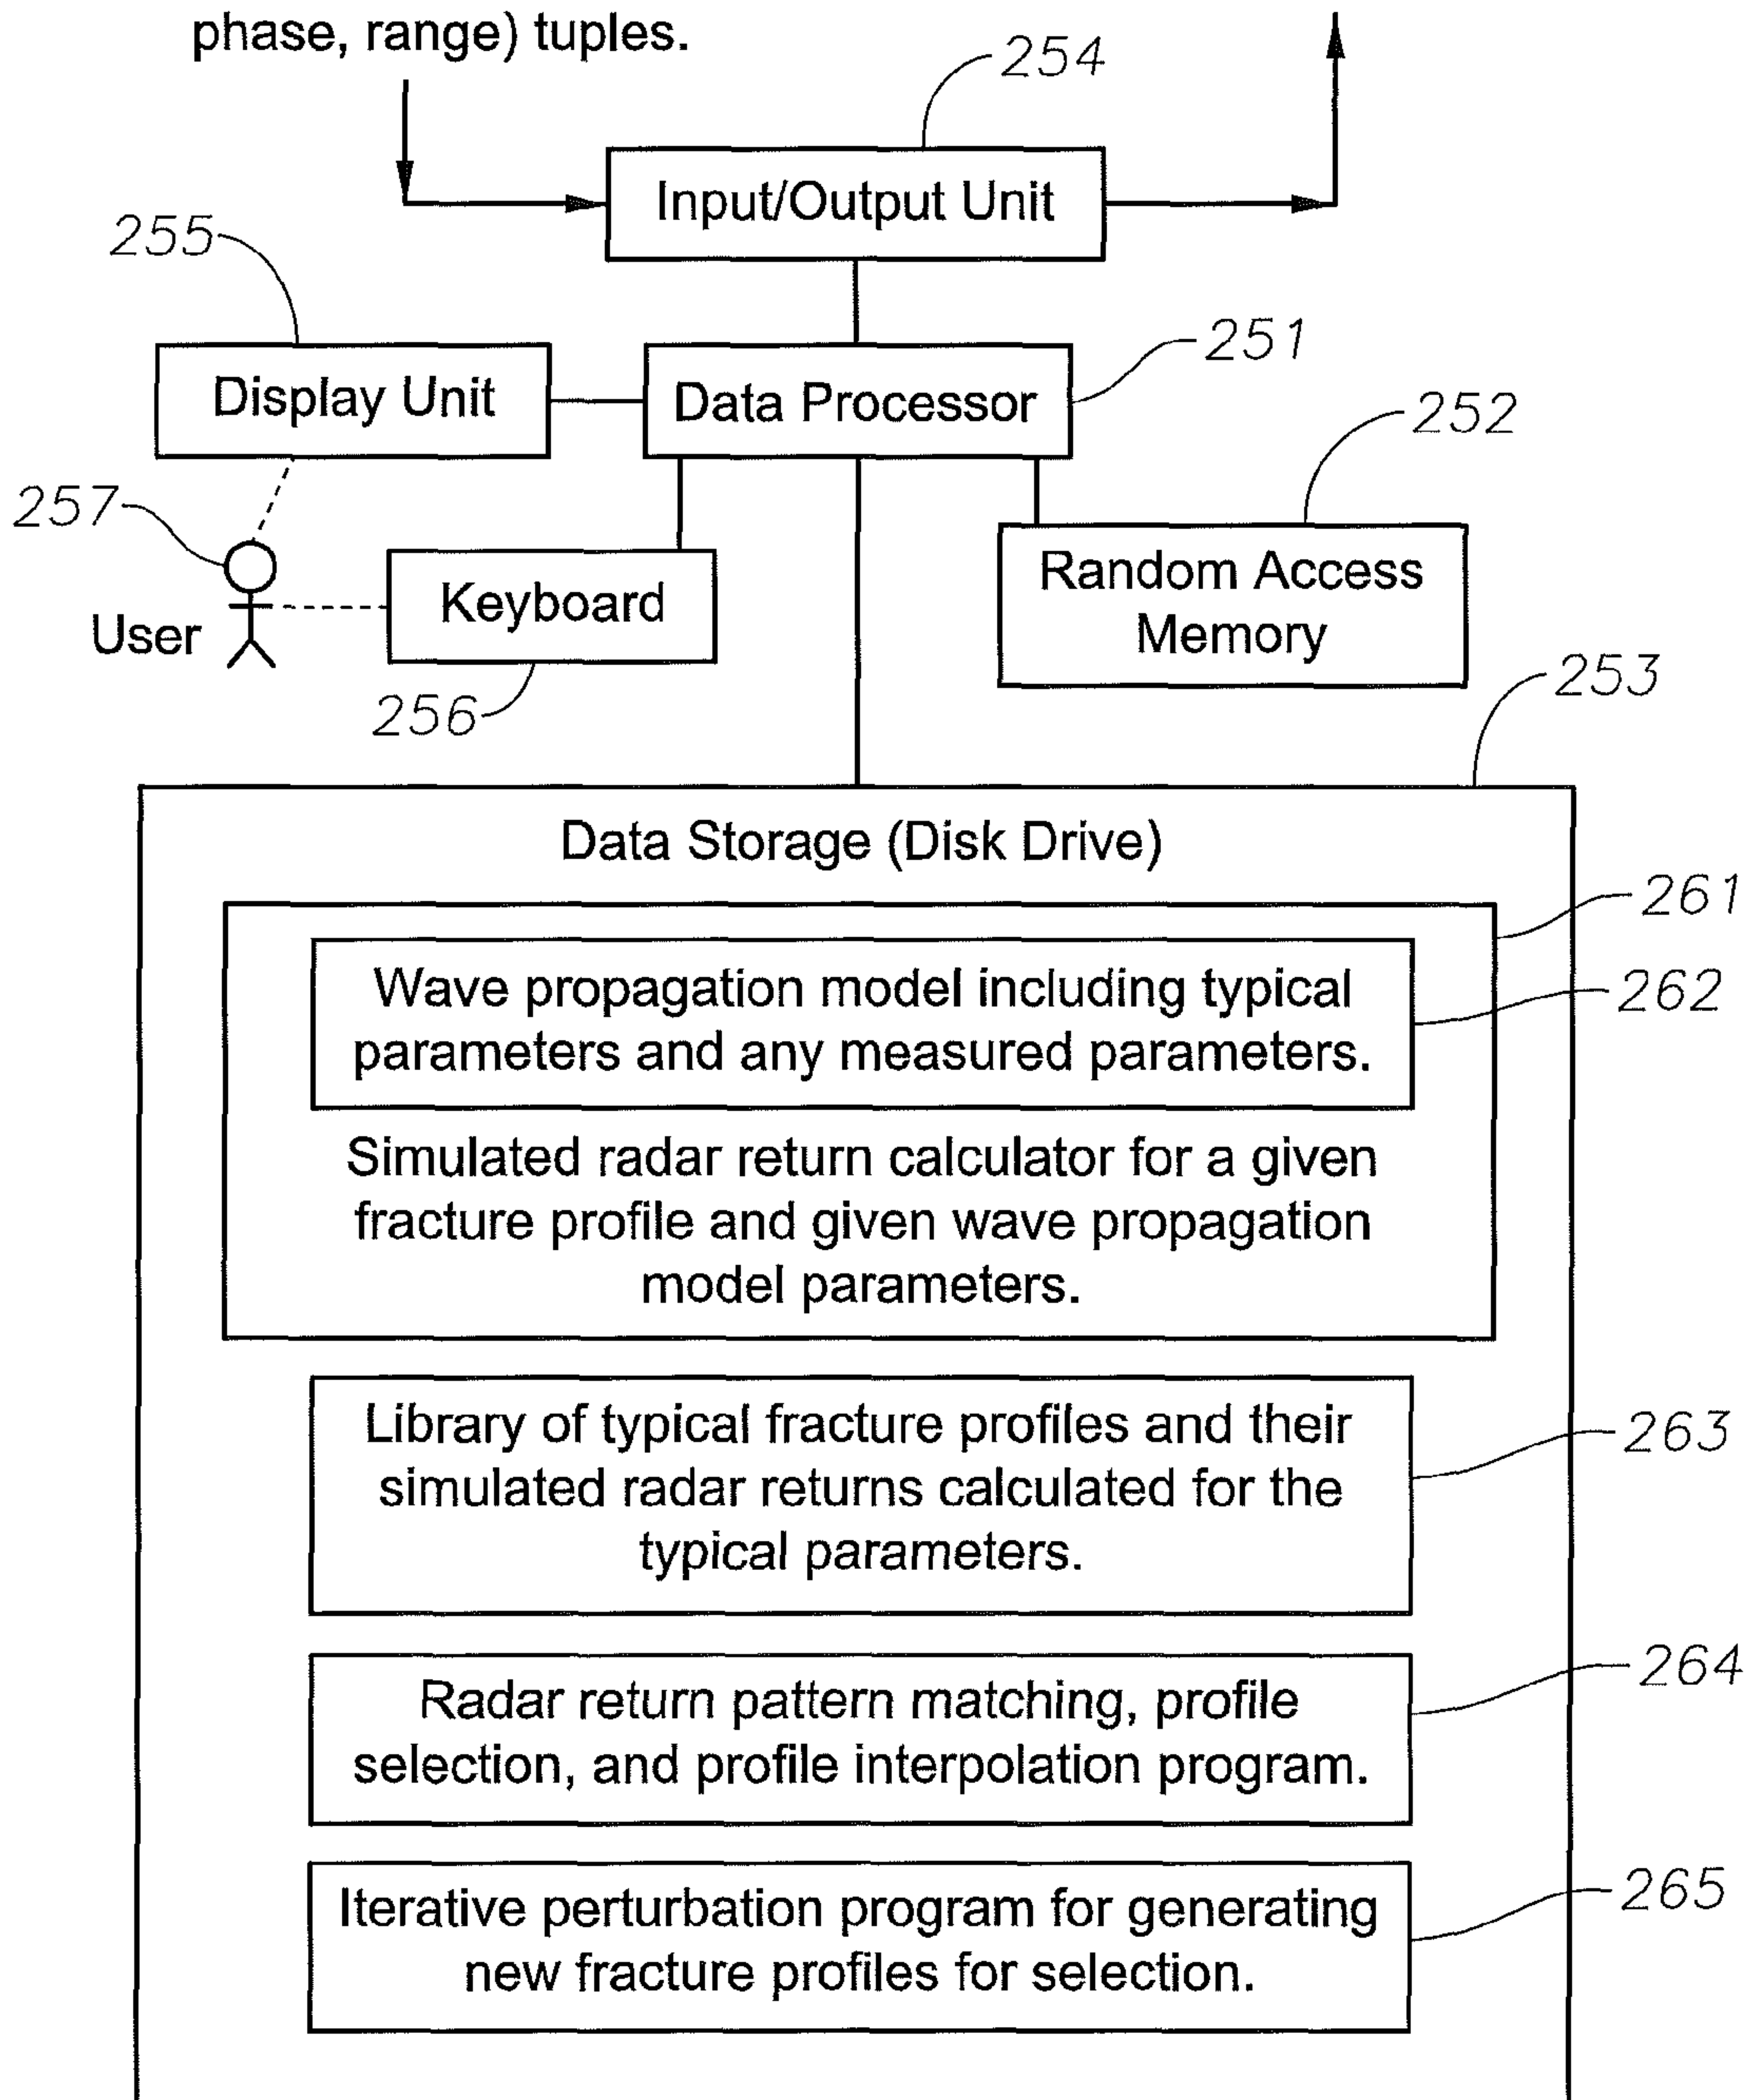 phase, range) tuples.
254
Input/Output Unit
255
251
Display Unit
Data Processor
252
257
Random Access
Memory
Keyboard
User
256
253
Data Storage (Disk Drive)
261
Wave propagation model including typical
parameters and any measured parameters.
262
Simulated radar return calculator for a given
fracture profile and given wave propagation
model parameters.
Library of typical fracture profiles and their
simulated radar returns calculated for the
typical parameters.
263
Radar return pattern matching, profile
selection, and profile interpolation program.
264
Iterative perturbation program for generating
new fracture profiles for selection.
265